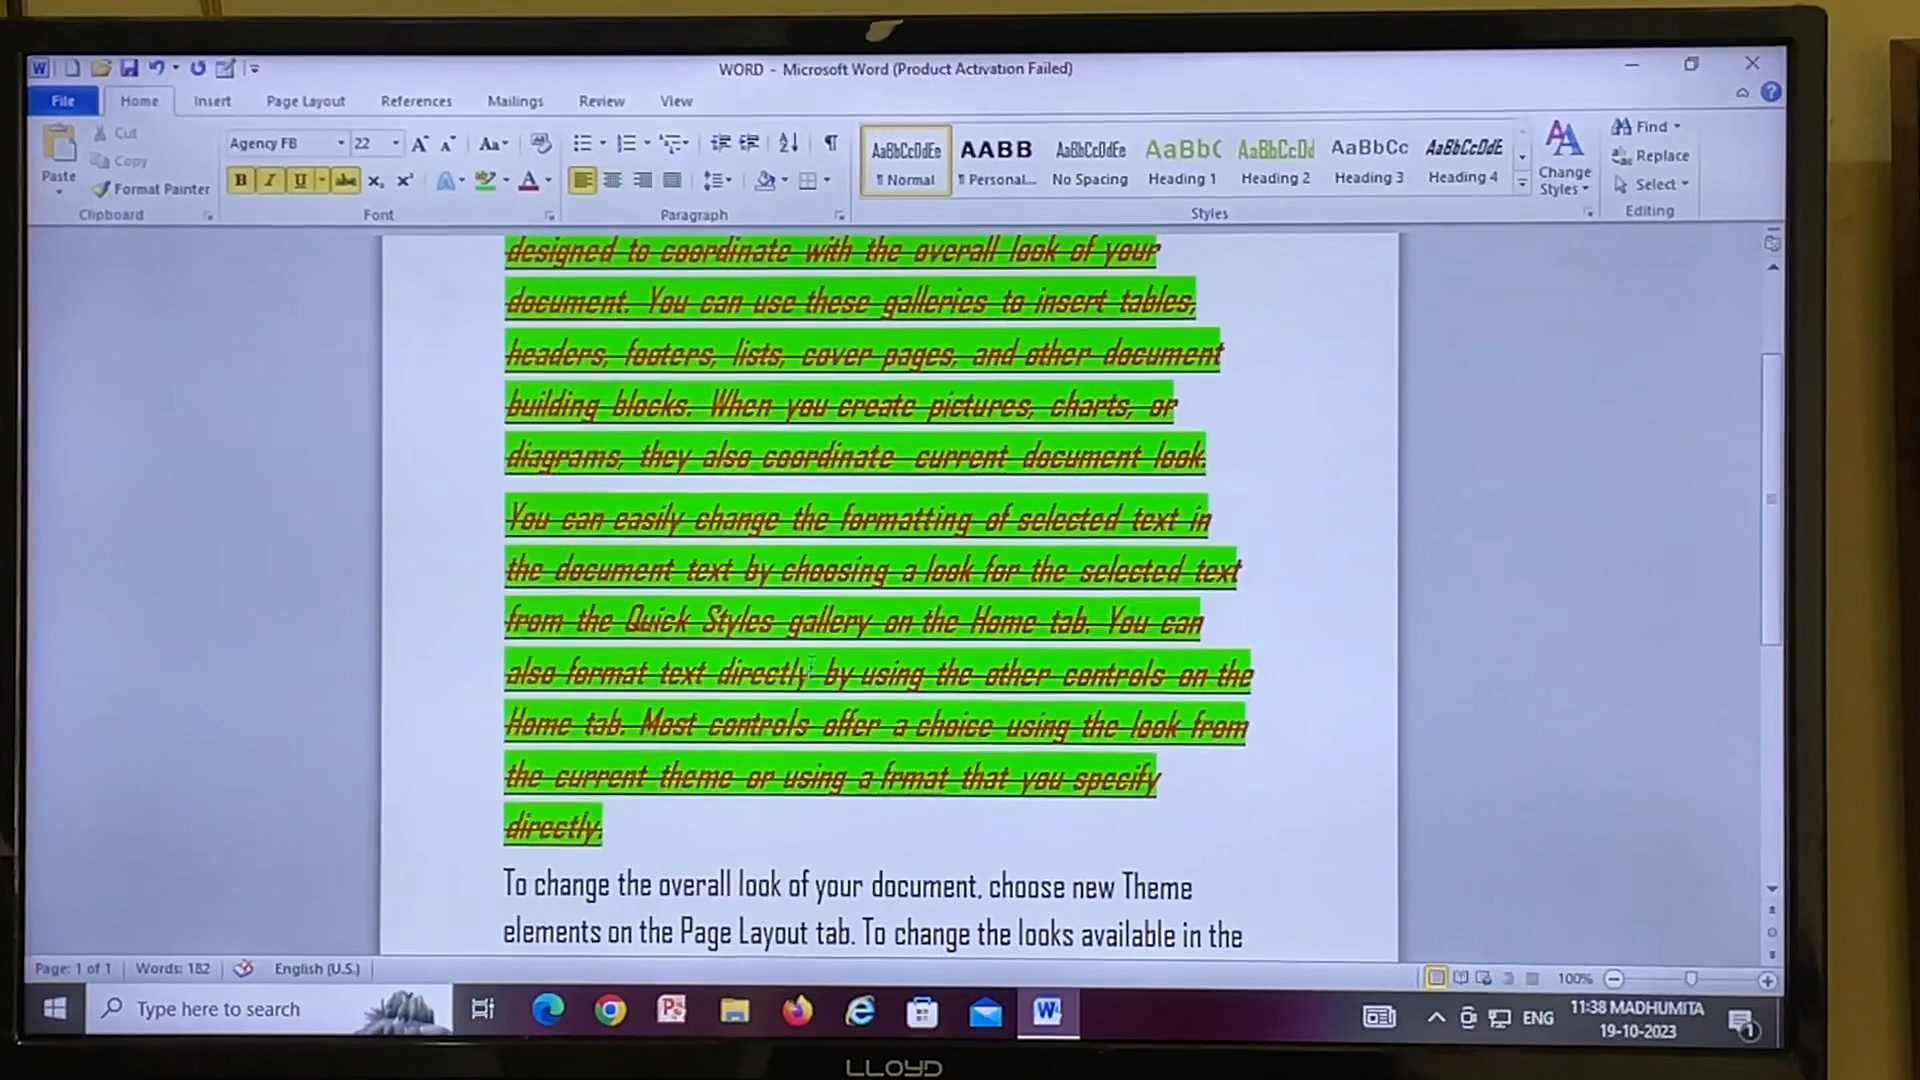 WORD - Microsoft Word (Product Activation Failed)
File Home Insert Page Layout References Mailings Review View
Paste
Cut
Copy
Format Painter
Clipboard
Agency FB 22
Font
Paragraph
AaBbCcDdEe AABB AaBbCcDdEe AaBbC AaBbCcDd AaBbCc AaBbCcDdE
¶ Normal ¶ Personal... No Spacing Heading 1 Heading 2 Heading 3 Heading 4
Change Styles
Styles
Find
Replace
Select
Editing
designed to coordinate with the overall look of your
document. You can use these galleries to insert tables,
headers, footers, lists, cover pages, and other document
building blocks. When you create pictures, charts, or
diagrams, they also coordinate current document look.
You can easily change the formatting of selected text in
the document text by choosing a look for the selected text
from the Quick Styles gallery on the Home tab. You can
also format text directly by using the other controls on the
Home tab. Most controls offer a choice using the look from
the current theme or using a frmat that you specify
directly.
To change the overall look of your document, choose new Theme
elements on the Page Layout tab. To change the looks available in the
Page: 1 of 1 Words: 182 English (U.S.) 100%
Type here to search
ENG
11:38 MADHUMITA
19-10-2023
LLOYD